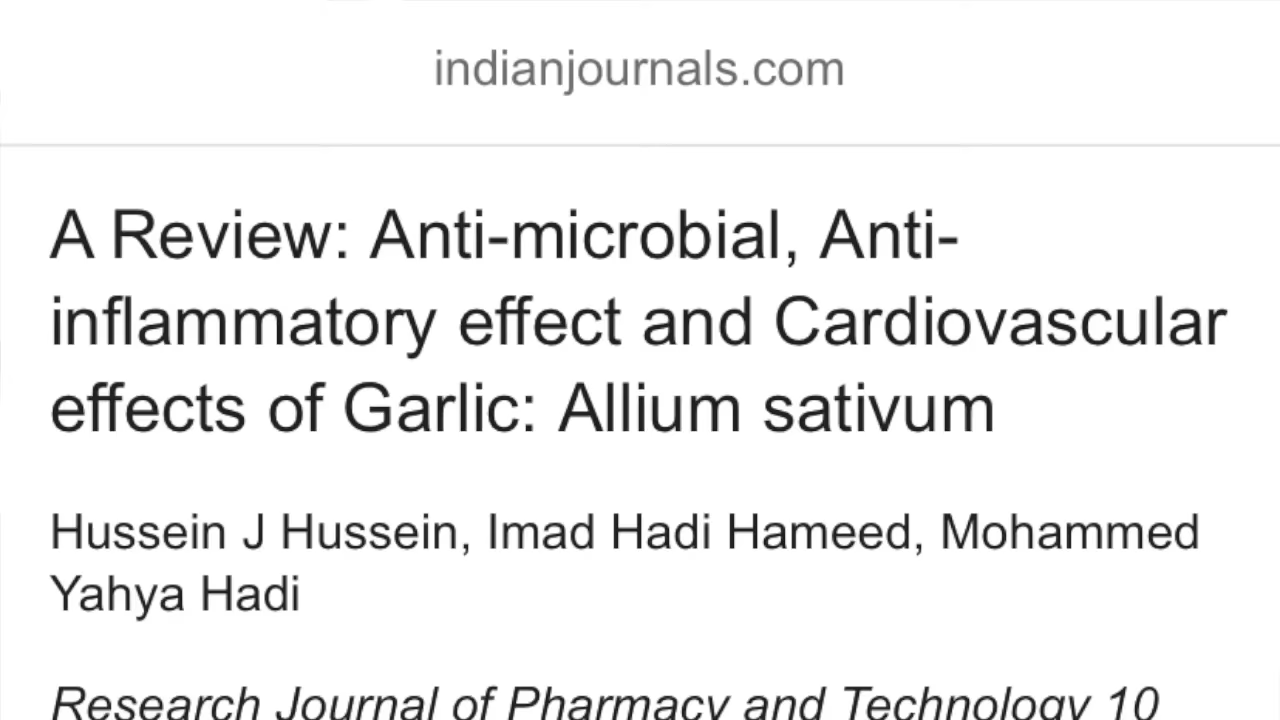 indianjournals.com
A Review: Anti-microbial, Anti-
inflammatory effect and Cardiovascular
effects of Garlic: Allium sativum
Hussein J Hussein, Imad Hadi Hameed, Mohammed
Yahya Hadi
Research Journal of Pharmacy and Technology 10